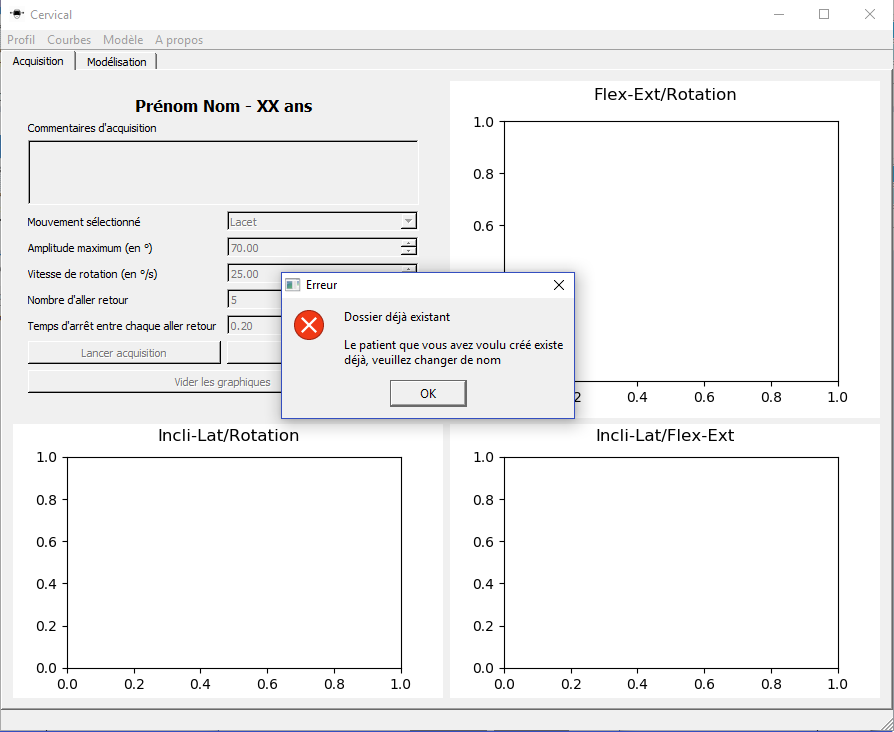 Cervical
Profil Courbes Modèle A propos
Acquisition Modélisation
Prénom Nom - XX ans
Commentaires d'acquisition
Mouvement sélectionné Lacet
Amplitude maximum (en °) 70.00
Vitesse de rotation (en °/s) 25.00
Nombre d'aller retour 5
Temps d'arrêt entre chaque aller retour 0.20
Lancer acquisition
Vider les graphiques
Flex-Ext/Rotation
1.0
0.8
0.6
2 0.4 0.6 0.8 1.0
Erreur
Dossier déjà existant
Le patient que vous avez voulu créé existe
déjà, veuillez changer de nom
OK
Incli-Lat/Rotation
1.0
0.8
0.6
0.4
0.2
0.0
0.0 0.2 0.4 0.6 0.8 1.0
Incli-Lat/Flex-Ext
1.0
0.8
0.6
0.4
0.2
0.0
0.0 0.2 0.4 0.6 0.8 1.0